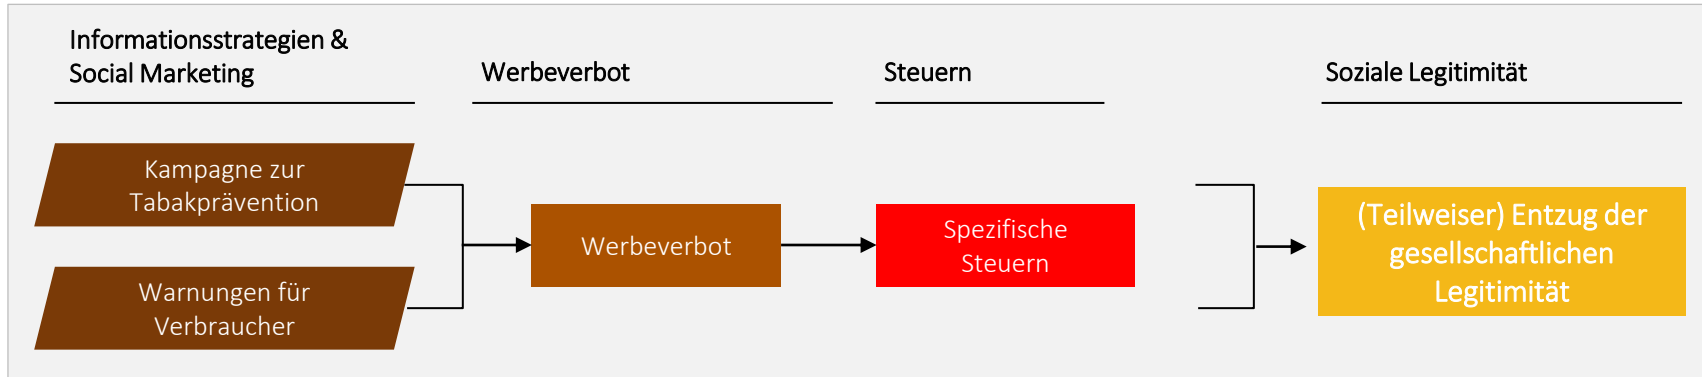 Informationsstrategien &
Social Marketing
Werbeverbot
Steuern
Soziale Legitimität
Kampagne zur
Tabakprävention
Warnungen für
Verbraucher
Werbeverbot
Spezifische
Steuern
(Teilweiser) Entzug der
gesellschaftlichen
Legitimität